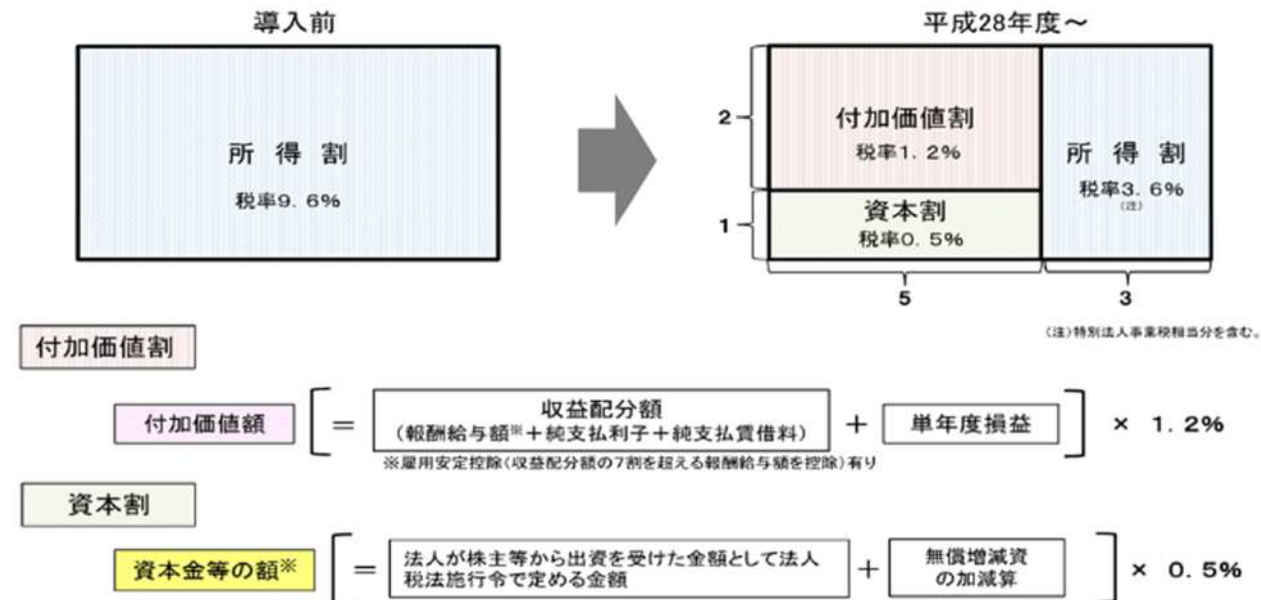 導入前
平成28年度～
所 得 割
税率9. 6%
2
付加価値割
税率1. 2%
所 得 割
税率3. 6%
(注)
1
資本割
税率0. 5%
5
3
(注)特別法人事業税相当分を含む。
付加価値割
付加価値額
＝
収益配分額
(報酬給与額※＋純支払利子＋純支払賃借料)
＋
単年度損益
× 1. 2%
※雇用安定控除(収益配分額の7割を超える報酬給与額を控除)有り
資本割
資本金等の額※
＝
法人が株主等から出資を受けた金額として法人
税法施行令で定める金額
＋
無償増減資
の加減算
× 0. 5%